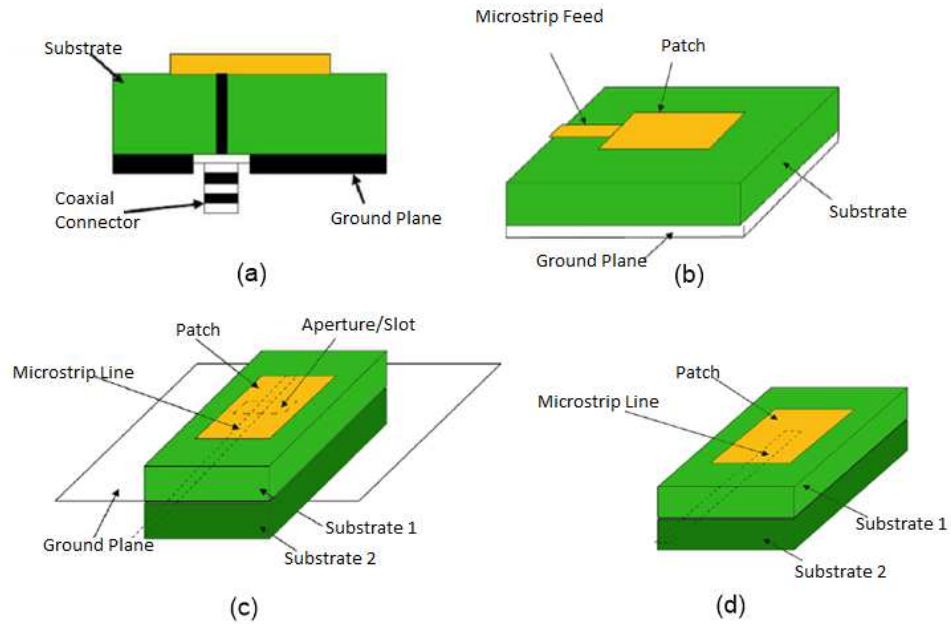 Substrate
Coaxial
Connector
Ground Plane
(a)
Microstrip Feed
Patch
Substrate
Ground Plane
(b)
Aperture/Slot
Patch
Microstrip Line
Ground Plane
Substrate 1
Substrate 2
(c)
Patch
Microstrip Line
Substrate 1
Substrate 2
(d)